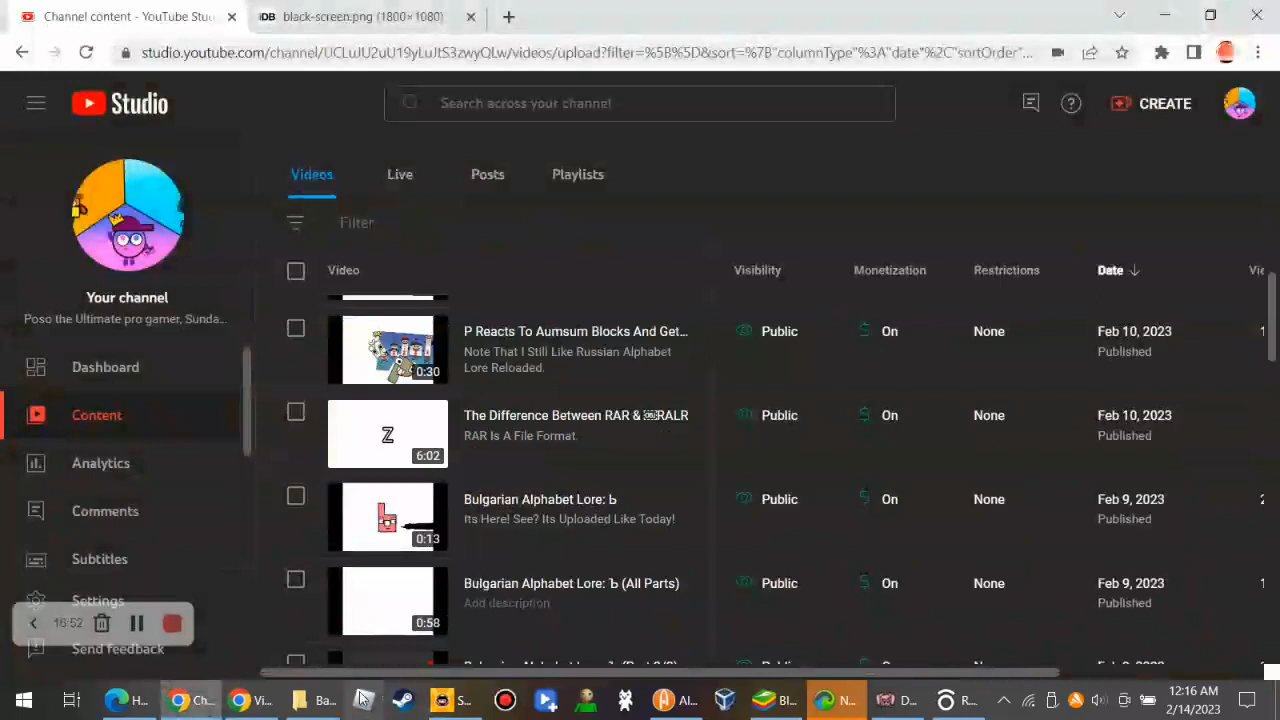 Channel content - YouTube Stu
black-screen.png (1800×1080)
studio.youtube.com/channel/UCLuJU2uU19yLuJtS3zwyQLw/videos/upload?filter=%5B%5D&sort=%7B"columnType"%3A"date"%2C"sortOrder"...
Studio
Search across your channel
CREATE
Videos Live Posts Playlists
Filter
Your channel
Poso the Ultimate pro gamer, Sunda...
Dashboard
Content
Analytics
Comments
Subtitles
Settings
Send feedback
16:52
Video Visibility Monetization Restrictions Date
P Reacts To Aumsum Blocks And Get... Public On None Feb 10, 2023
Note That I Still Like Russian Alphabet Published
Lore Reloaded.
0:30
The Difference Between RAR & RALR Public On None Feb 10, 2023
RAR Is A File Format. Published
Z
6:02
Bulgarian Alphabet Lore: Ь Public On None Feb 9, 2023
Its Here! See? Its Uploaded Like Today! Published
0:13
Bulgarian Alphabet Lore: Ъ (All Parts) Public On None Feb 9, 2023
Add description Published
0:58
H... Ch... Vi... Ba... S... Al... Bl... N... D... R...
12:16 AM
2/14/2023